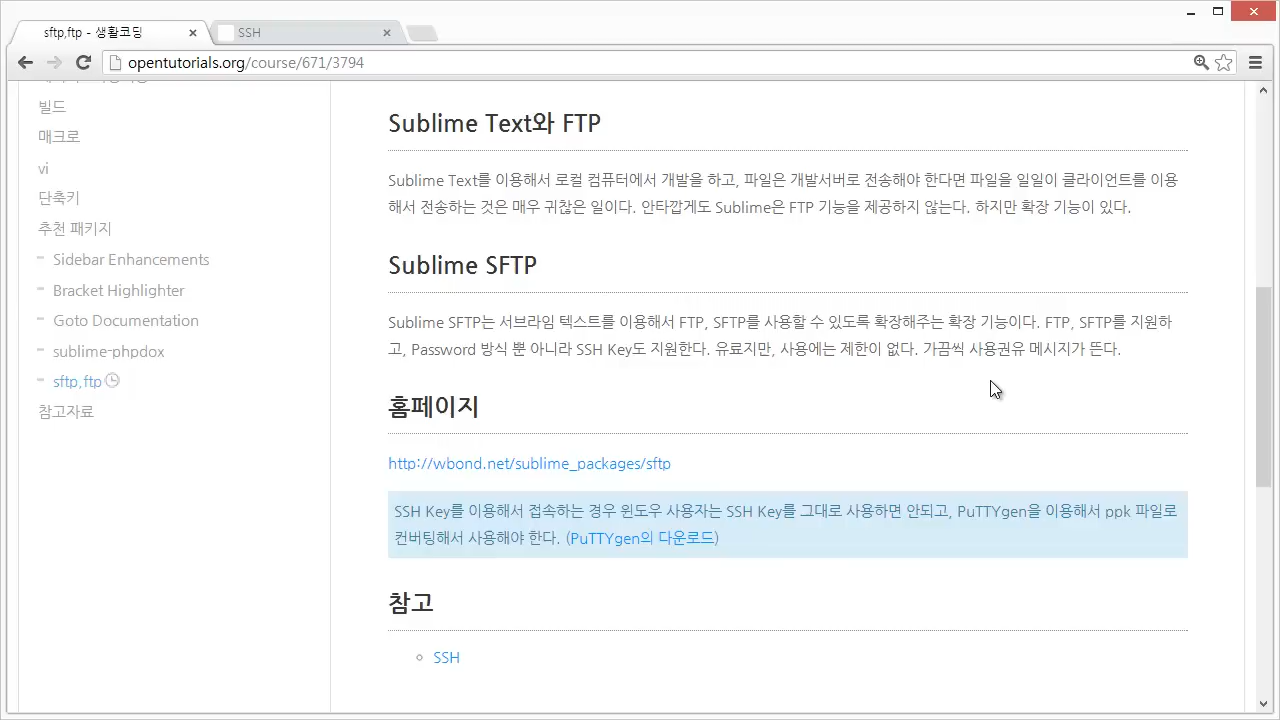 sftp,ftp - 생활코딩
SSH
opentutorials.org/course/671/3794
빌드
매크로
vi
단축키
추천 패키지
Sidebar Enhancements
Bracket Highlighter
Goto Documentation
sublime-phpdox
sftp,ftp
참고자료
Sublime Text와 FTP
Sublime Text를 이용해서 로컬 컴퓨터에서 개발을 하고, 파일은 개발서버로 전송해야 한다면 파일을 일일이 클라이언트를 이용
해서 전송하는 것은 매우 귀찮은 일이다. 안타깝게도 Sublime은 FTP 기능을 제공하지 않는다. 하지만 확장 기능이 있다.
Sublime SFTP
Sublime SFTP는 서브라임 텍스트를 이용해서 FTP, SFTP를 사용할 수 있도록 확장해주는 확장 기능이다. FTP, SFTP를 지원하
고, Password 방식 뿐 아니라 SSH Key도 지원한다. 유료지만, 사용에는 제한이 없다. 가끔씩 사용권유 메시지가 뜬다.
홈페이지
http://wbond.net/sublime_packages/sftp
SSH Key를 이용해서 접속하는 경우 윈도우 사용자는 SSH Key를 그대로 사용하면 안되고, PuTTYgen을 이용해서 ppk 파일로
컨버팅해서 사용해야 한다. (PuTTYgen의 다운로드)
참고
SSH